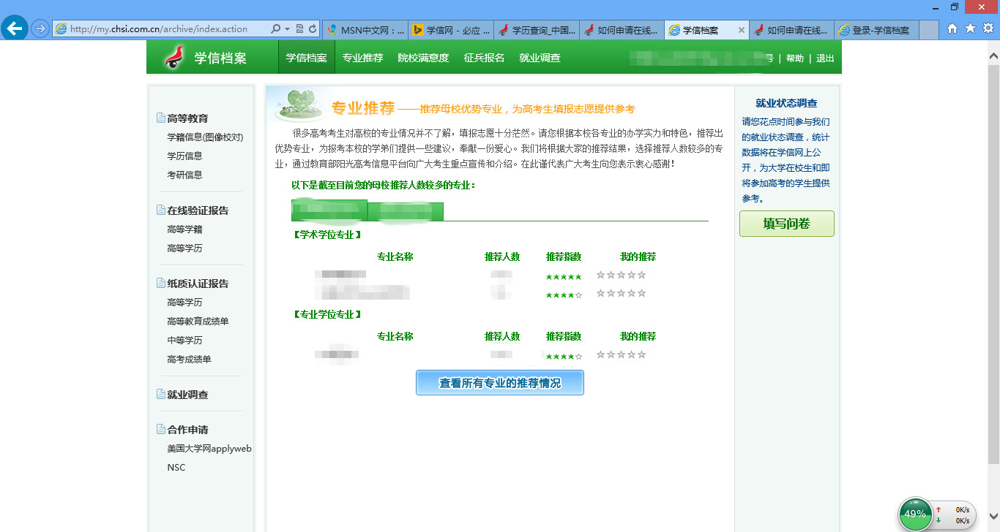 http://my.chsi.com.cn/archive/index.action
MSN中文网：...
学信网 - 必应 ...
学历查询_中国...
如何申请在线...
学信档案
如何申请在线...
登录-学信档案
学信档案
学信档案 专业推荐 院校满意度 征兵报名 就业调查
号 | 帮助 | 退出
高等教育
学籍信息(图像校对)
学历信息
考研信息
在线验证报告
高等学籍
高等学历
纸质认证报告
高等学历
高等教育成绩单
中等学历
高考成绩单
就业调查
合作申请
美国大学网applyweb
NSC
专业推荐 ——推荐母校优势专业，为高考生填报志愿提供参考
很多高考考生对高校的专业情况并不了解，填报志愿十分茫然。请您根据本校各专业的办学实力和特色，推荐出
优势专业，为报考本校的学弟们提供一些建议，奉献一份爱心。我们将根据大家的推荐结果，选择推荐人数较多的专
业，通过教育部阳光高考信息平台向广大考生重点宣传和介绍。在此谨代表广大考生向您表示衷心感谢！
以下是截至目前您的母校推荐人数较多的专业：
【学术学位专业】
专业名称 推荐人数 推荐指数 我的推荐
★★★★★ ☆☆☆☆☆
★★★★☆ ☆☆☆☆☆
【专业学位专业】
专业名称 推荐人数 推荐指数 我的推荐
★★★★☆ ☆☆☆☆☆
查看所有专业的推荐情况
就业状态调查
请您花点时间参与我们
的就业状态调查，统计
数据将在学信网上公
开，为大学在校生和即
将参加高考的学生提供
参考。
填写问卷
49%
0K/s
0K/s